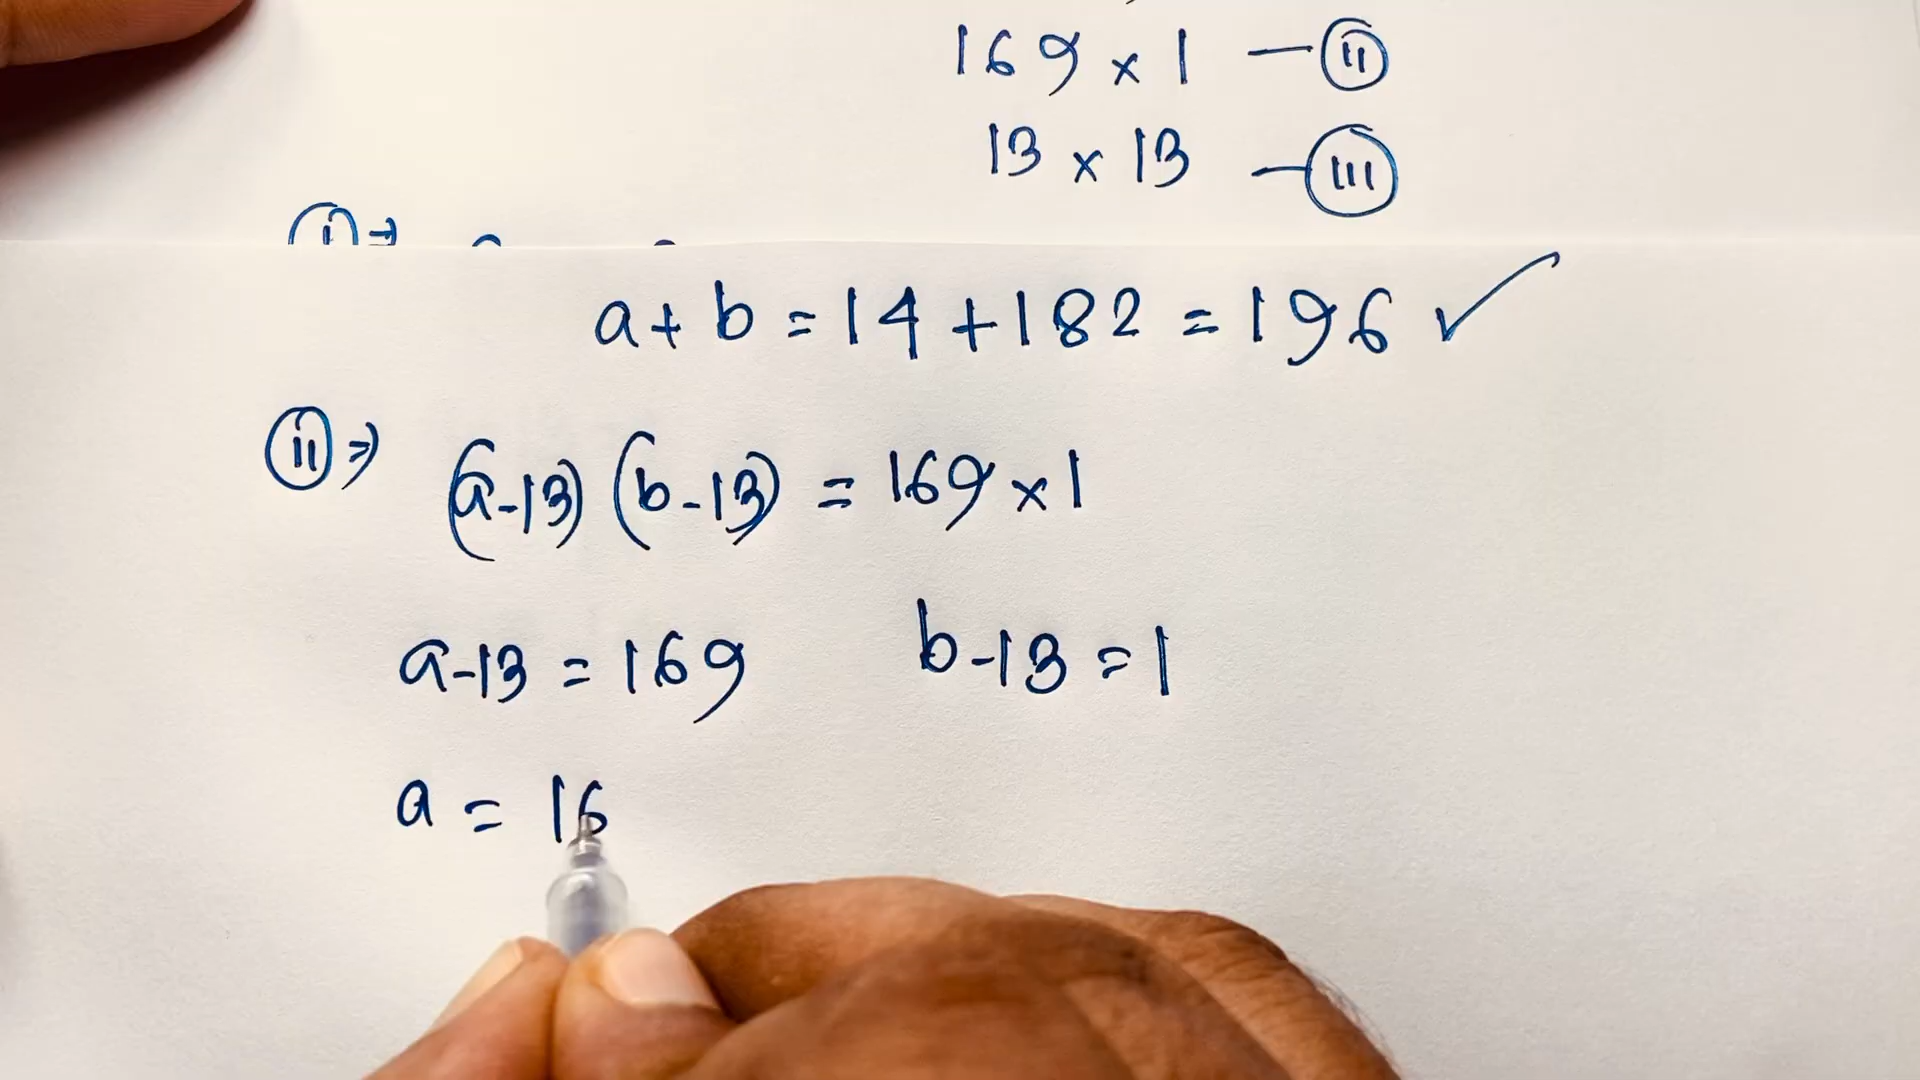 169 × 1 — (ii)
13 × 13 — (iii)
(i) ⇒
a + b = 14 + 182 = 196 ✓
(ii) ⇒ (a-13) (b-13) = 169 × 1
a-13 = 169 b-13 = 1
a = 16